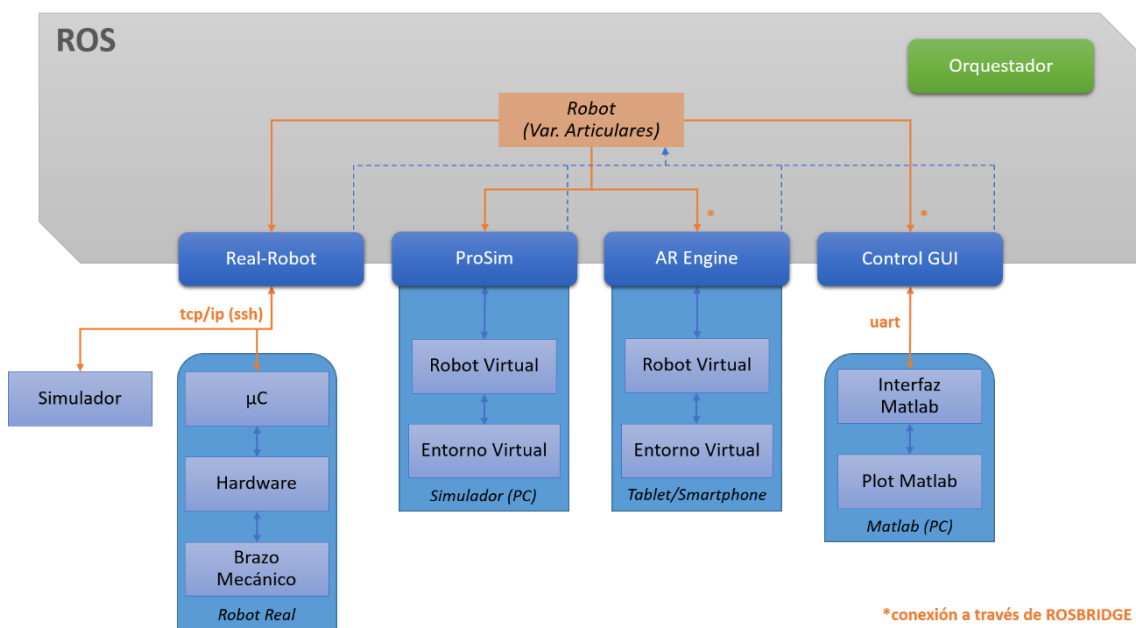 ROS
Orquestador
Robot
(Var. Articulares)
*
*
Real-Robot
ProSim
AR Engine
Control GUI
tcp/ip (ssh)
uart
Simulador
µC
Hardware
Brazo
Mecánico
Robot Real
Robot Virtual
Entorno Virtual
Simulador (PC)
Robot Virtual
Entorno Virtual
Tablet/Smartphone
Interfaz
Matlab
Plot Matlab
Matlab (PC)
*conexión a través de ROSBRIDGE